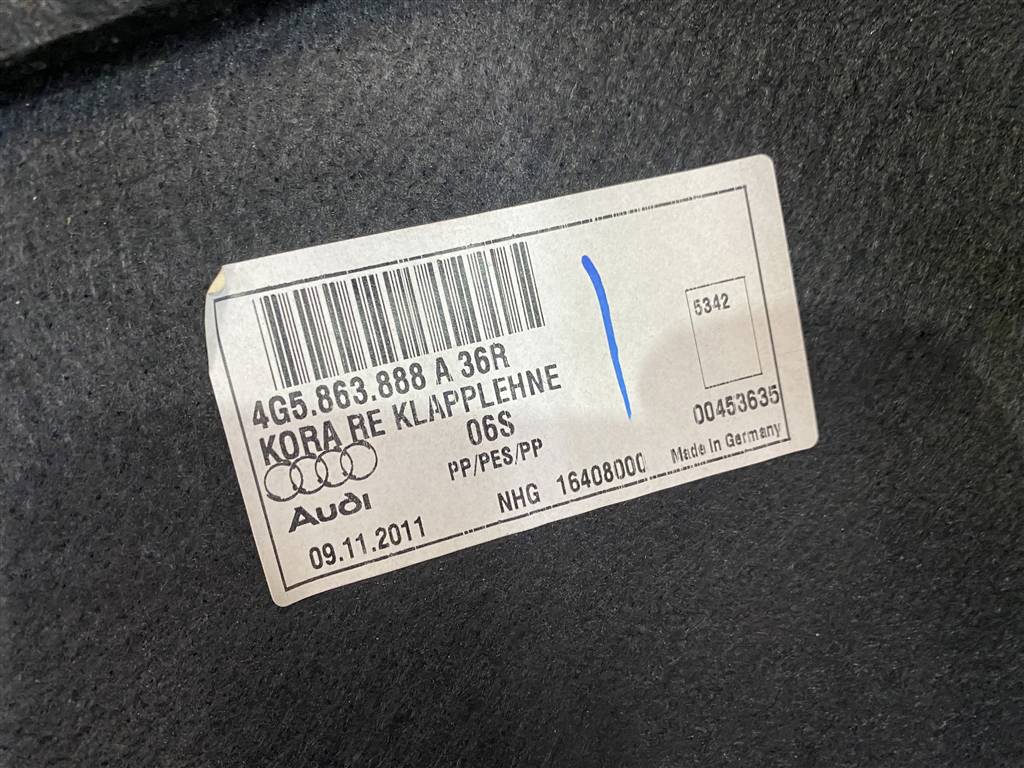 4G5.863.888 A 36R
KORA RE KLAPPLEHNE
06S
PP/PES/PP
Audi
09.11.2011
NHG 16408000
5342
00453635
Made in Germany